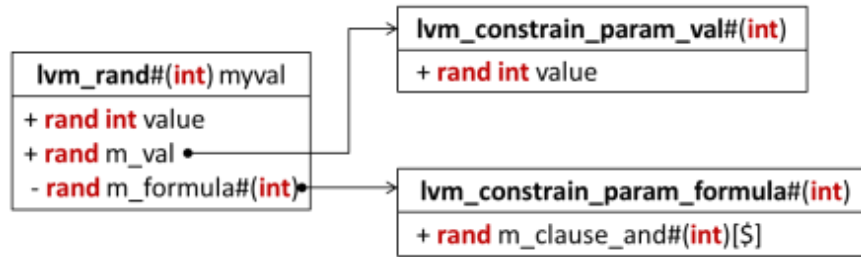 lvm_rand#(int) myval
+ rand int value
+ rand m_val
- rand m_formula#(int)
lvm_constrain_param_val#(int)
+ rand int value
lvm_constrain_param_formula#(int)
+ rand m_clause_and#(int)[$]